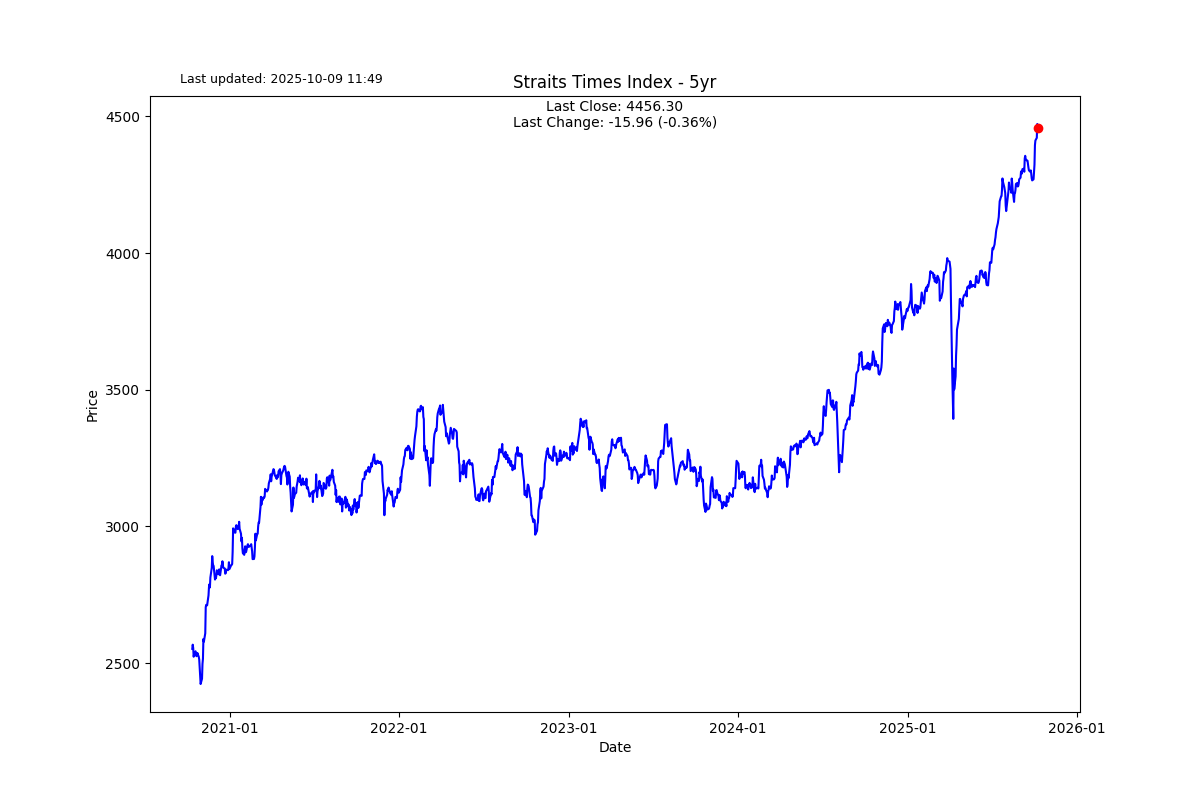 Last updated: 2025-10-09 11:49
Straits Times Index - 5yr
Last Close: 4456.30
Last Change: -15.96 (-0.36%)
4500
4000
3500
3000
2500
Price
2021-01
2022-01
2023-01
2024-01
2025-01
2026-01
Date